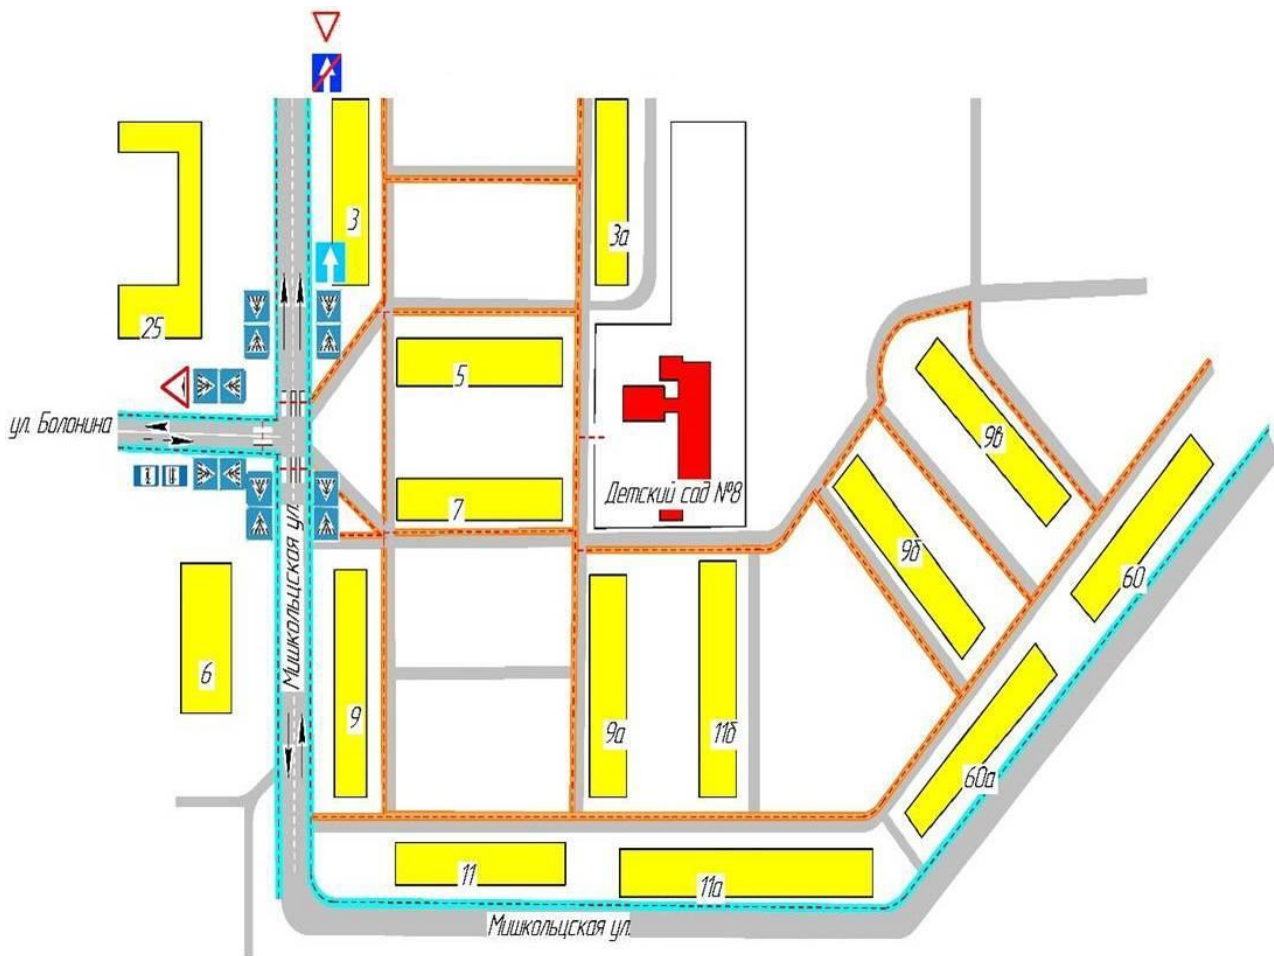 3
3а
25
5
ул. Болонина
9в
7
Детский сад №8
9б
60
Мишкольцская ул.
6
9
9а
11б
60а
11
11а
Мишкольцская ул.